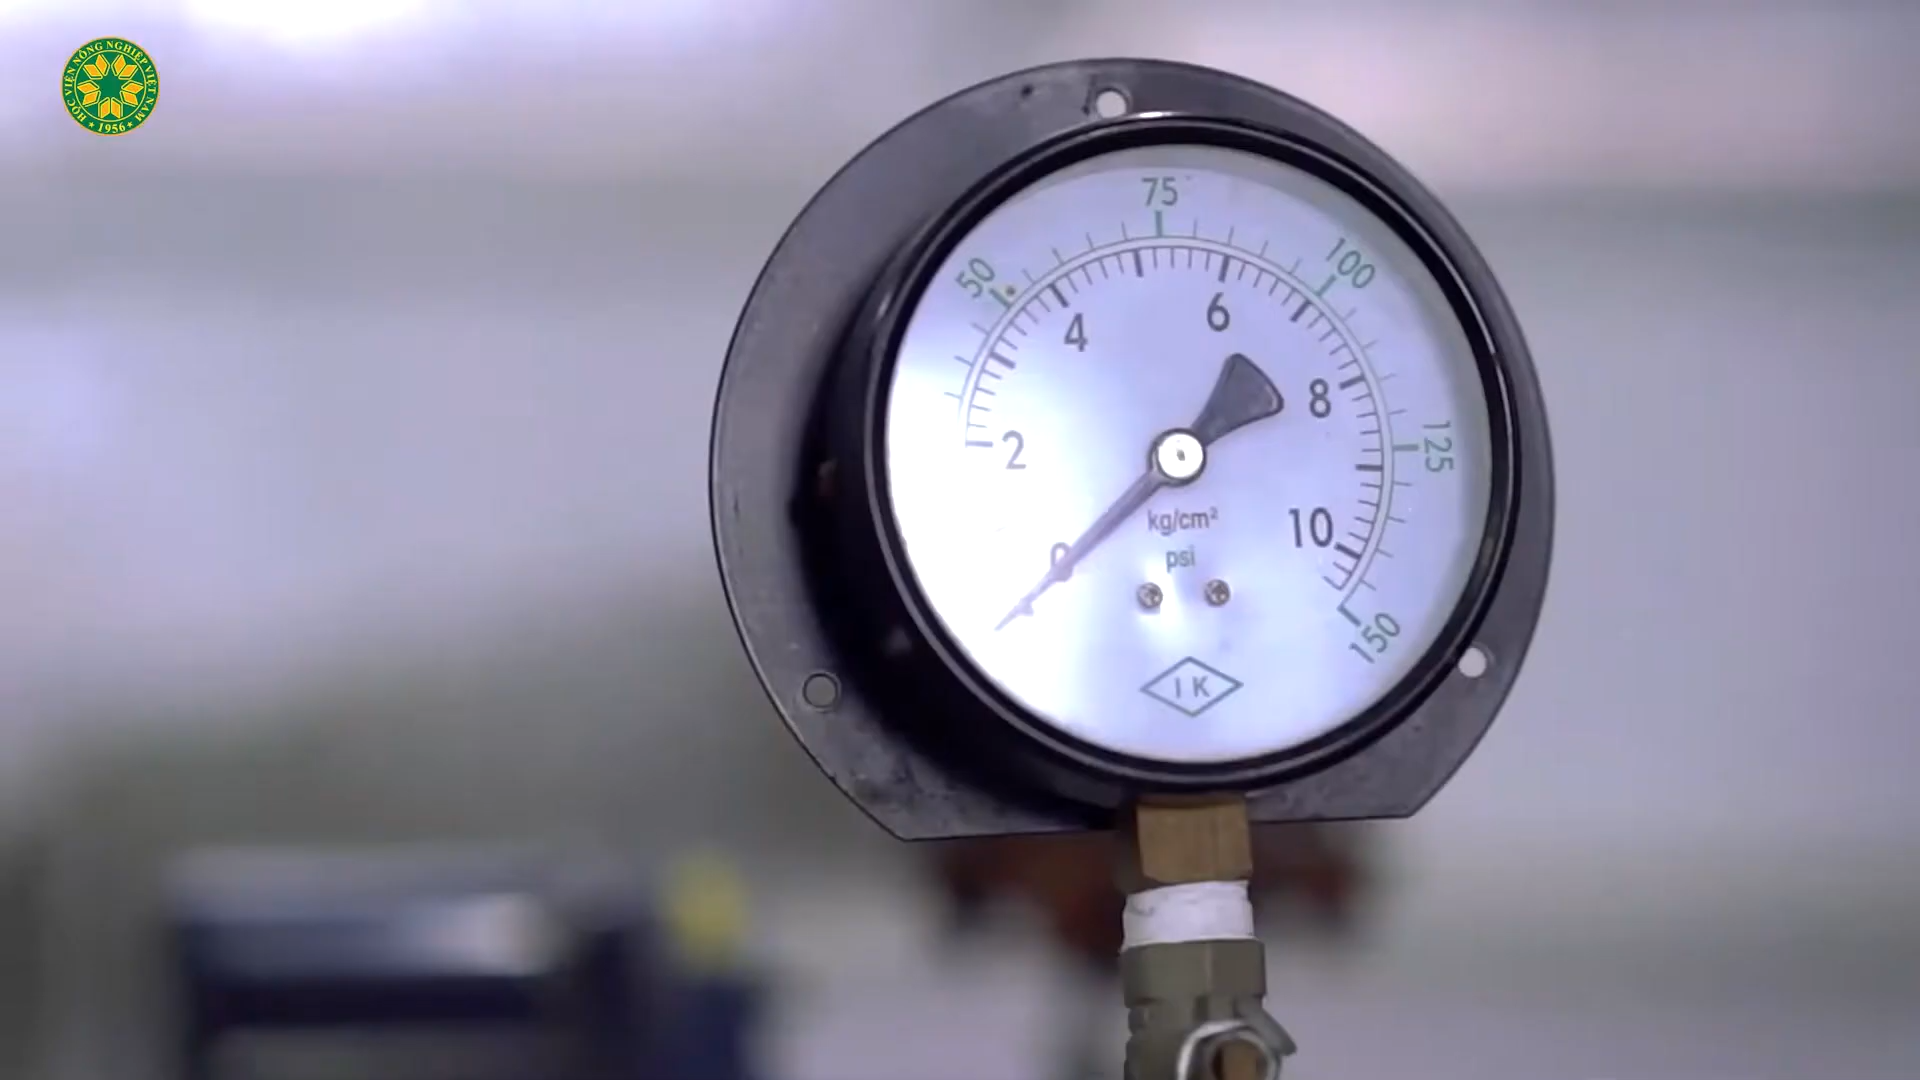 HỌC VIỆN NÔNG NGHIỆP VIỆT NAM
★ 1956 ★
75
50
100
4
6
8
2
125
0
kg/cm²
10
psi
150
I K